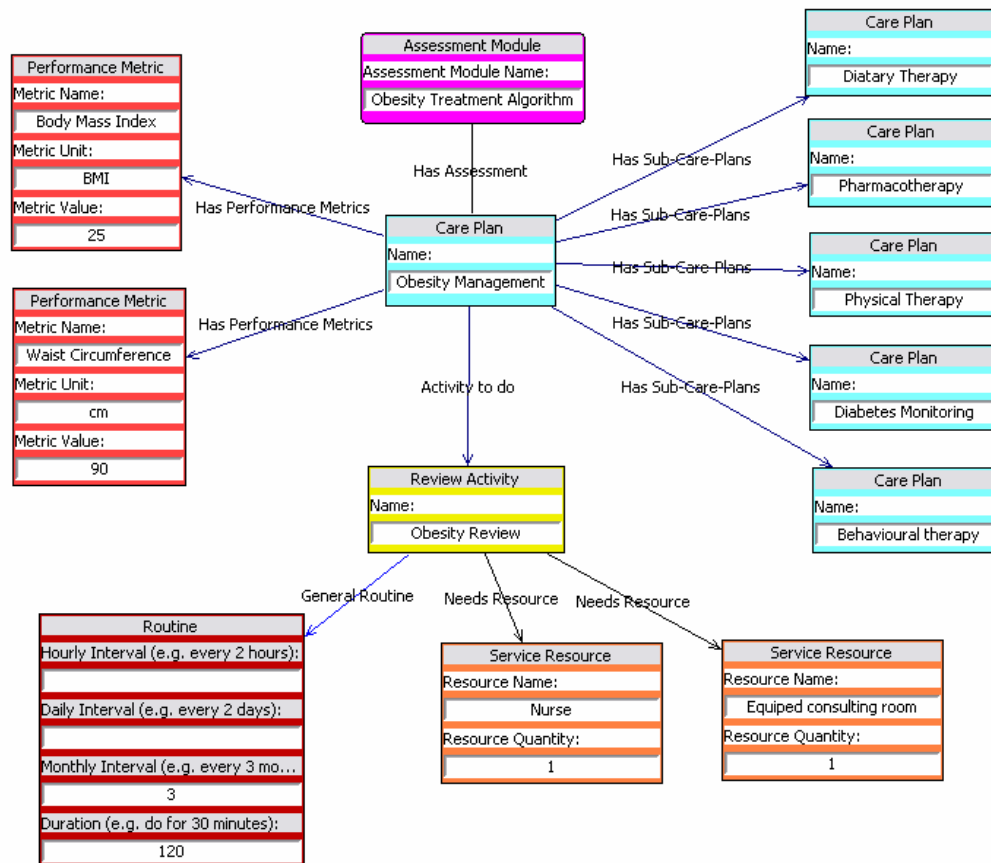 Assessment Module
Assessment Module Name:
Obesity Treatment Algorithm
Performance Metric
Metric Name:
Body Mass Index
Metric Unit:
BMI
Metric Value:
25
Performance Metric
Metric Name:
Waist Circumference
Metric Unit:
cm
Metric Value:
90
Has Assessment
Has Performance Metrics
Has Performance Metrics
Care Plan
Name:
Obesity Management
Has Sub-Care-Plans
Has Sub-Care-Plans
Has Sub-Care-Plans
Has Sub-Care-Plans
Has Sub-Care-Plans
Care Plan
Name:
Diatary Therapy
Care Plan
Name:
Pharmacotherapy
Care Plan
Name:
Physical Therapy
Care Plan
Name:
Diabetes Monitoring
Care Plan
Name:
Behavioural therapy
Activity to do
Review Activity
Name:
Obesity Review
General Routine
Needs Resource
Needs Resource
Routine
Hourly Interval (e.g. every 2 hours):
Daily Interval (e.g. every 2 days):
Monthly Interval (e.g. every 3 mo...
3
Duration (e.g. do for 30 minutes):
120
Service Resource
Resource Name:
Nurse
Resource Quantity:
1
Service Resource
Resource Name:
Equiped consulting room
Resource Quantity:
1